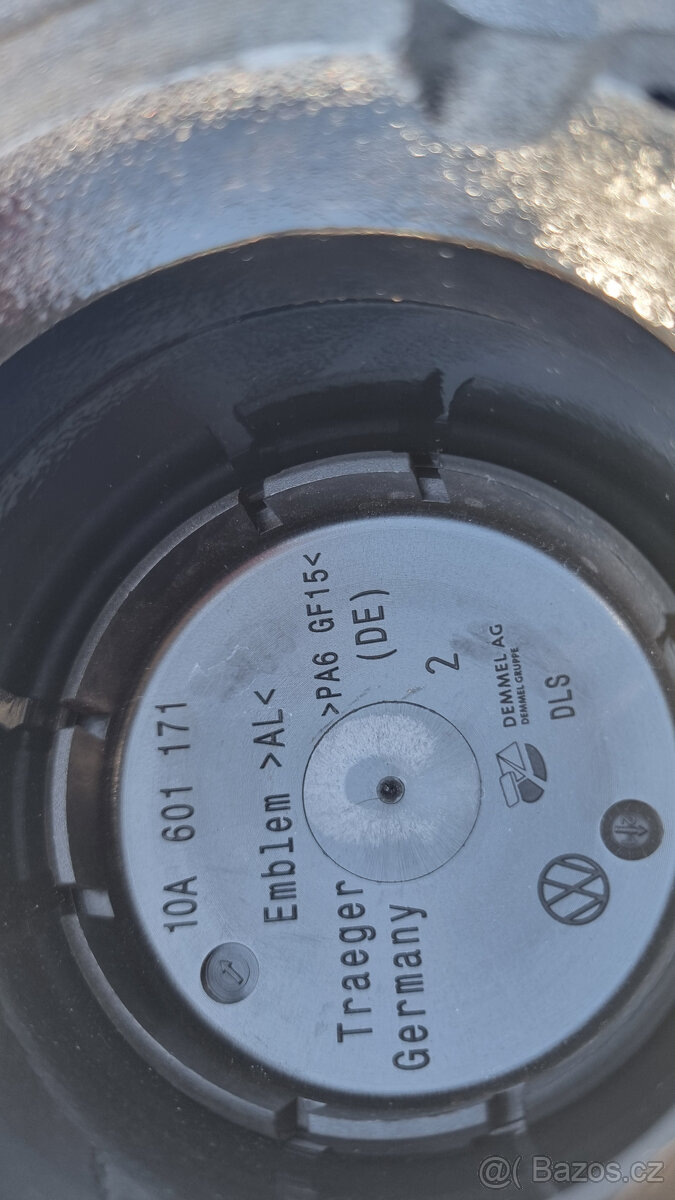 10A 601 171
Emblem >AL<
Traeger >PA6 GF15<
Germany (DE)
2
DEMMEL AG
DEMMEL GRUPPE
DLS
@( Bazos.cz